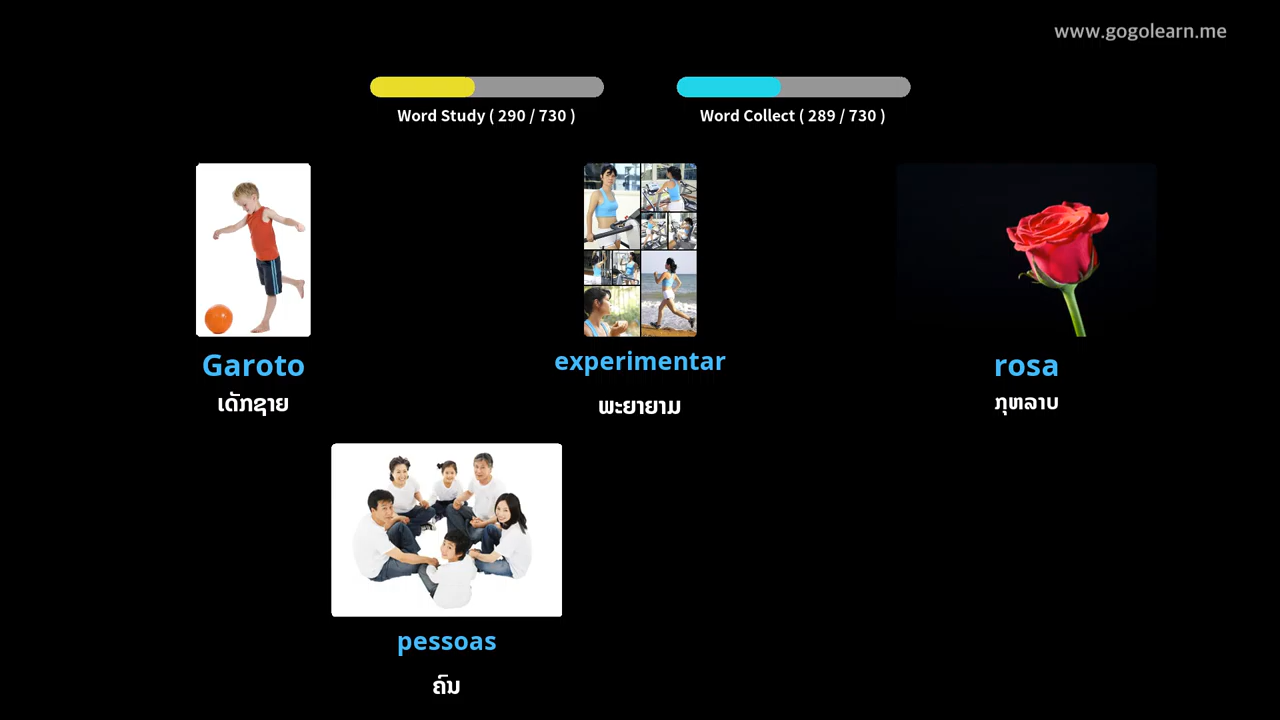 www.gogolearn.me
Word Study ( 290 / 730 )
Word Collect ( 289 / 730 )
Garoto
ເດັກຊາຍ
experimentar
ພະຍາຍາມ
rosa
ກຸຫລາບ
pessoas
ຄົນ